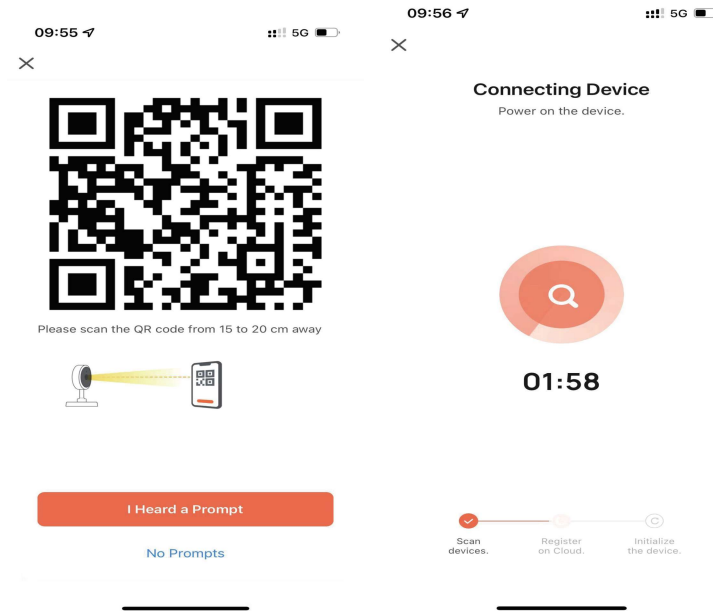 09:55
5G
Please scan the QR code from 15 to 20 cm away
I Heard a Prompt
No Prompts
09:56
5G
Connecting Device
Power on the device.
01:58
Scan
devices.
Register
on Cloud.
Initialize
the device.